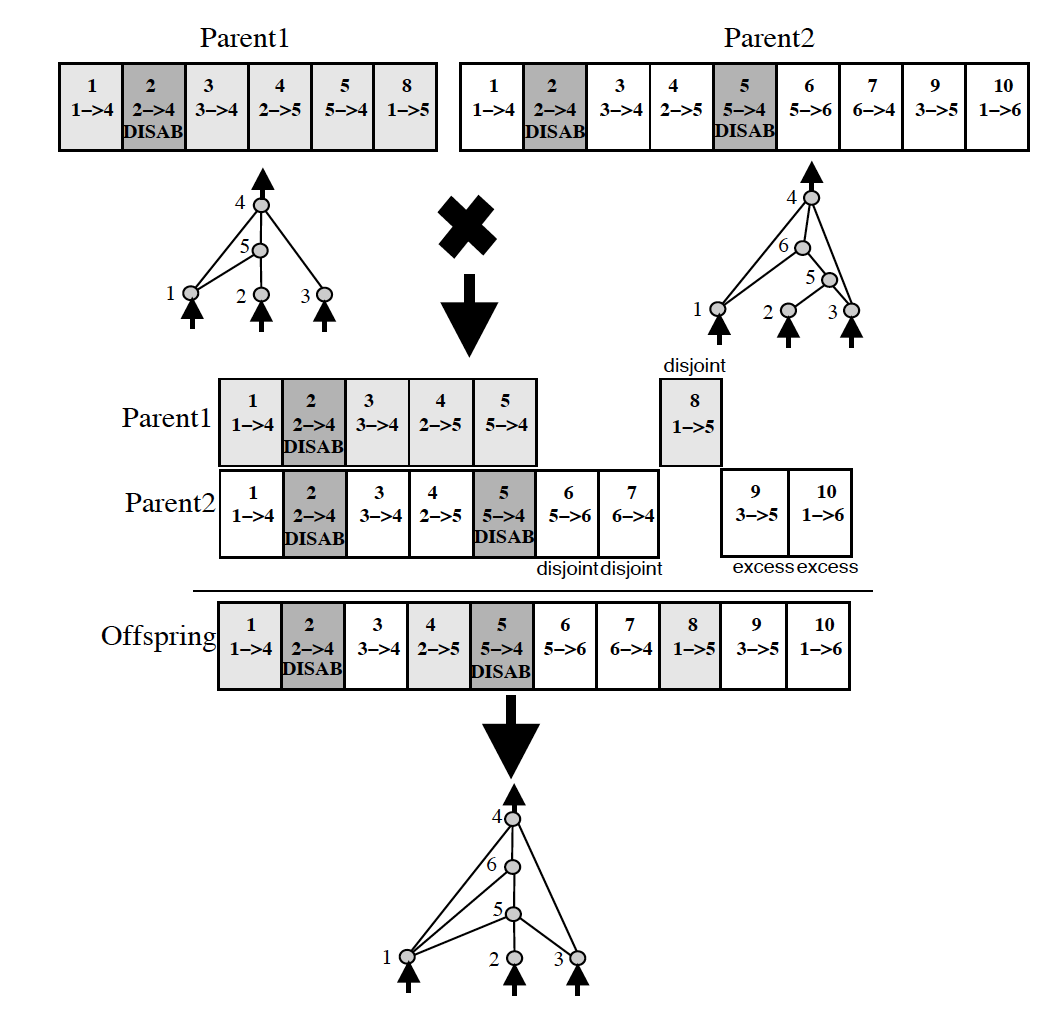 Parent1
Parent2
1 2 3 4 5 8
1–>4 2–>4 3–>4 2–>5 5–>4 1–>5
DISAB
1 2 3 4 5 6 7 9 10
1–>4 2–>4 3–>4 2–>5 5–>4 5–>6 6–>4 3–>5 1–>6
DISAB DISAB
4
5
1 2 3
4
6
5
1 2 3
disjoint
Parent1
1 2 3 4 5 8
1–>4 2–>4 3–>4 2–>5 5–>4 1–>5
DISAB
Parent2
1 2 3 4 5 6 7 9 10
1–>4 2–>4 3–>4 2–>5 5–>4 5–>6 6–>4 3–>5 1–>6
DISAB DISAB
disjoint disjoint excess excess
Offspring
1 2 3 4 5 6 7 8 9 10
1–>4 2–>4 3–>4 2–>5 5–>4 5–>6 6–>4 1–>5 3–>5 1–>6
DISAB DISAB
4
6
5
1 2 3